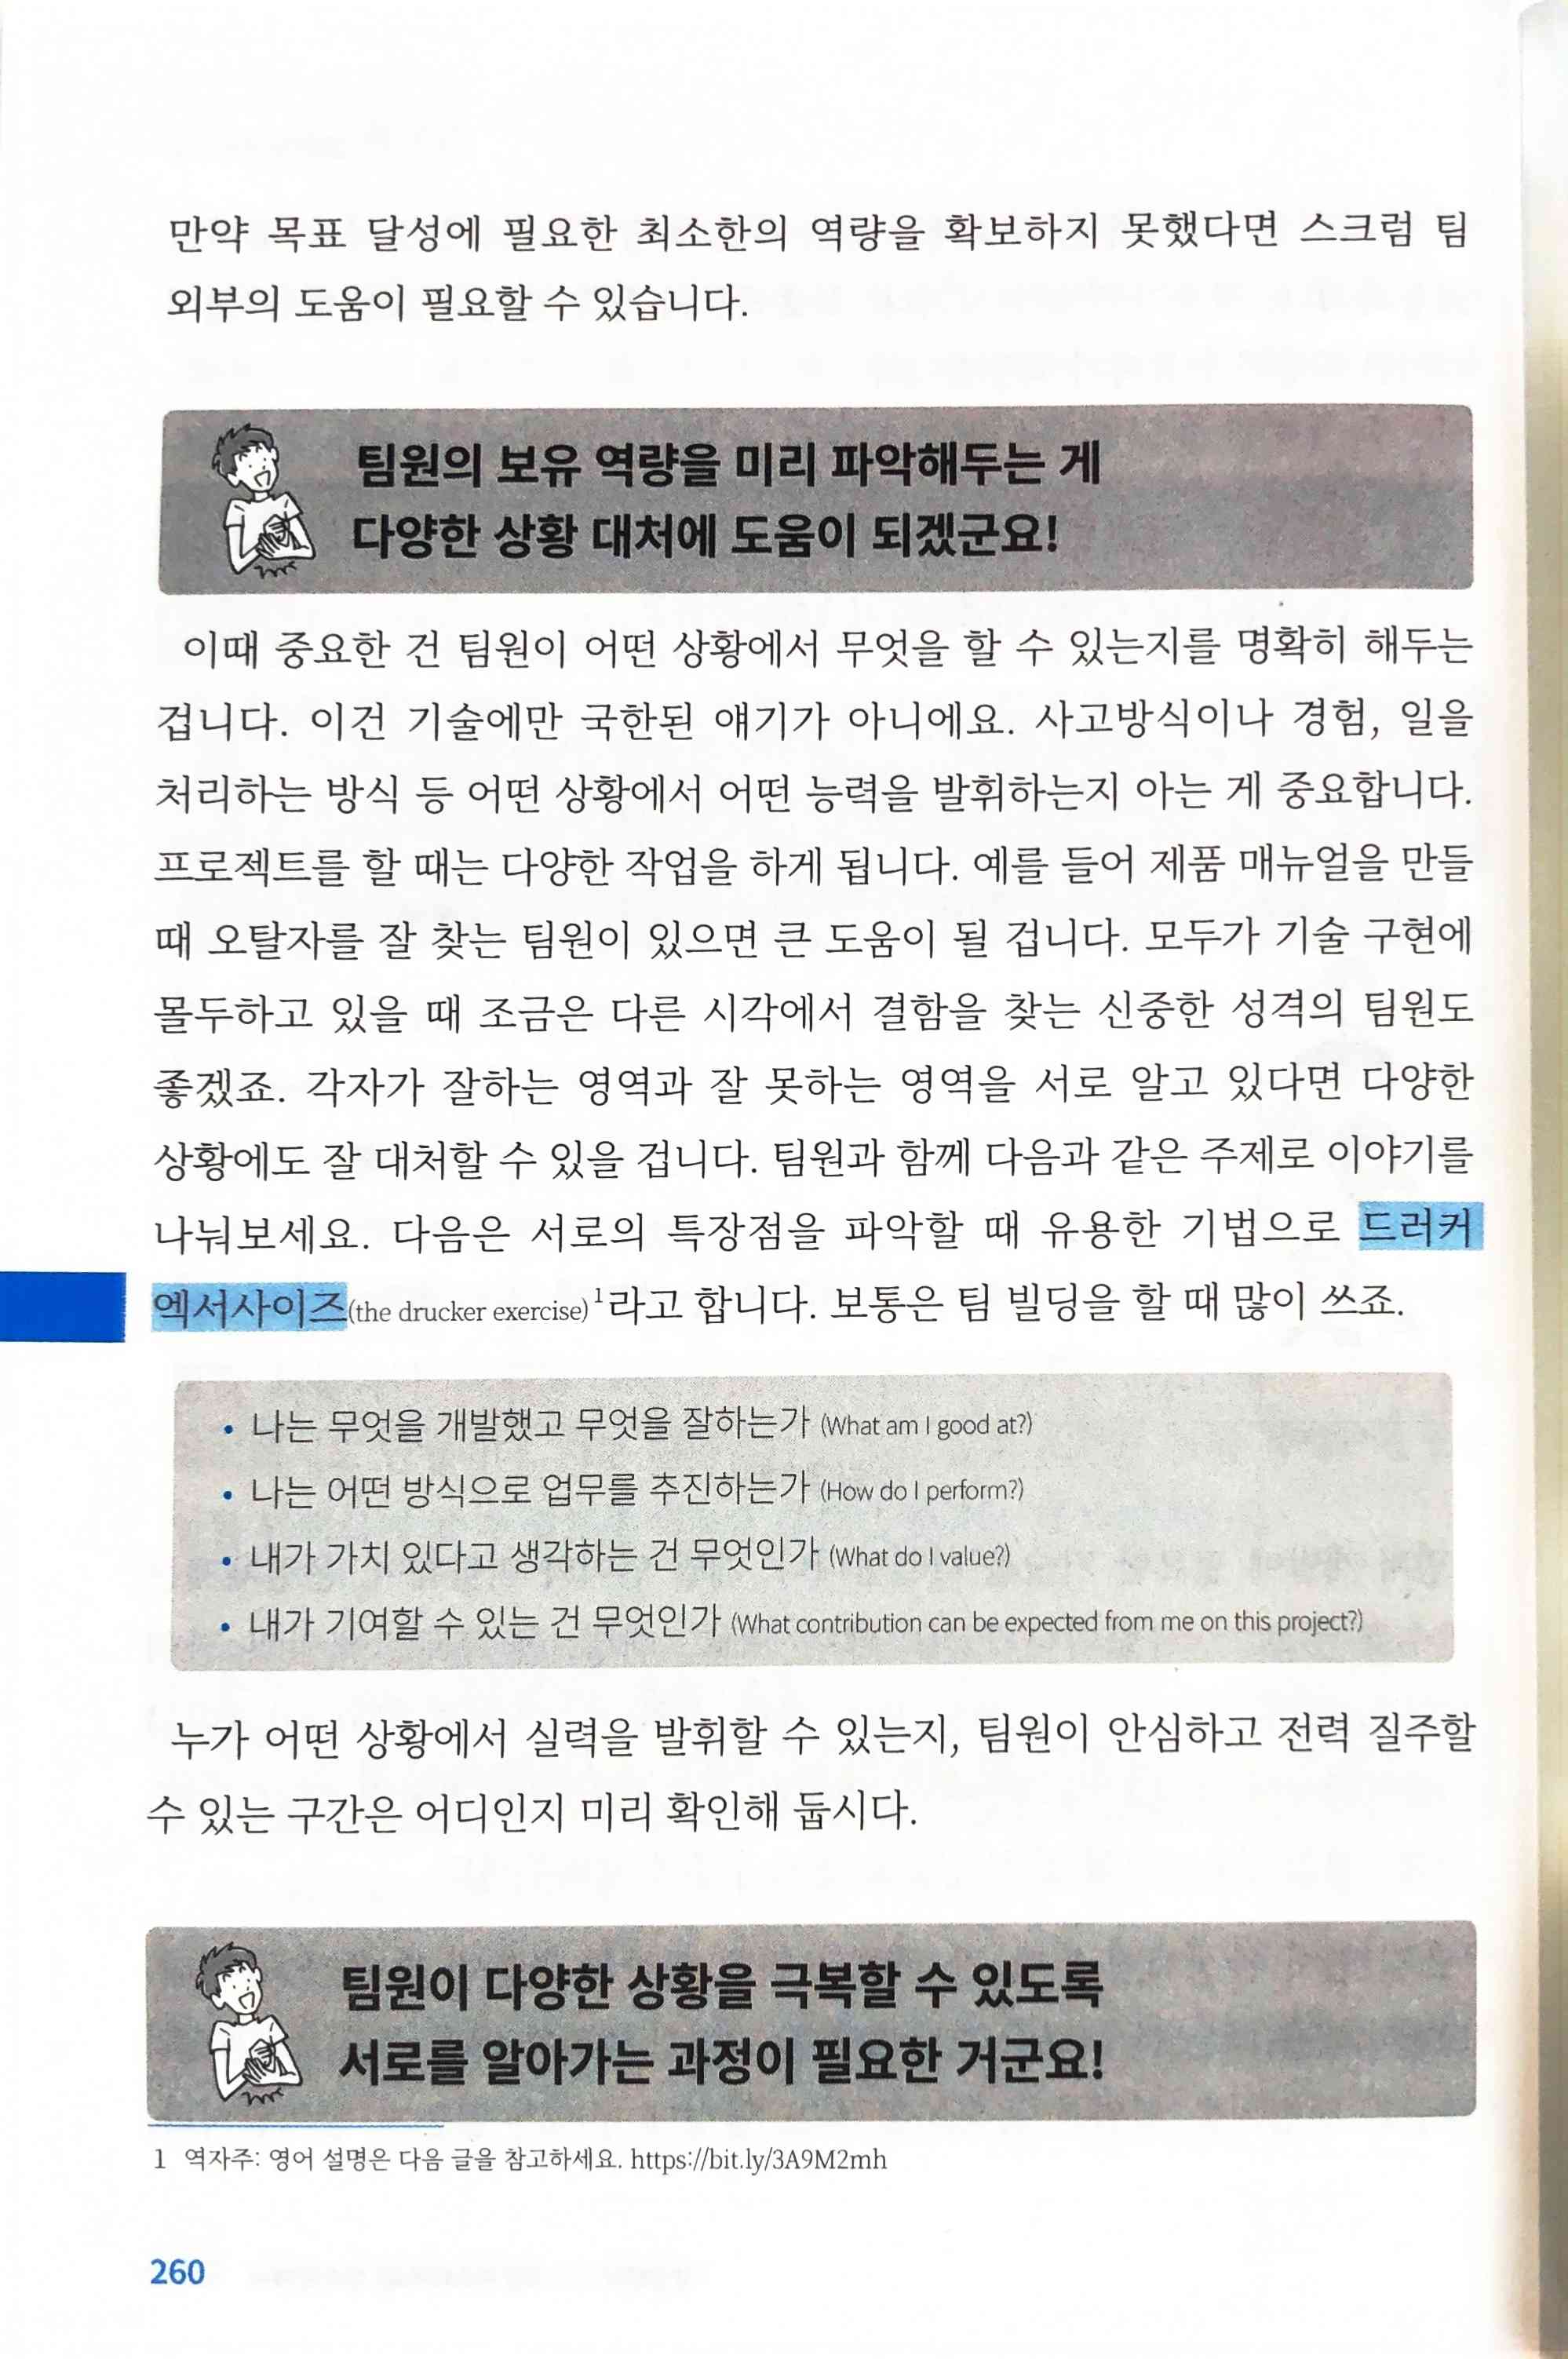 만약 목표 달성에 필요한 최소한의 역량을 확보하지 못했다면 스크럼 팀
외부의 도움이 필요할 수 있습니다.
팀원의 보유 역량을 미리 파악해두는 게
다양한 상황 대처에 도움이 되겠군요!
이때 중요한 건 팀원이 어떤 상황에서 무엇을 할 수 있는지를 명확히 해두는
겁니다. 이건 기술에만 국한된 얘기가 아니에요. 사고방식이나 경험, 일을
처리하는 방식 등 어떤 상황에서 어떤 능력을 발휘하는지 아는 게 중요합니다.
프로젝트를 할 때는 다양한 작업을 하게 됩니다. 예를 들어 제품 매뉴얼을 만들
때 오탈자를 잘 찾는 팀원이 있으면 큰 도움이 될 겁니다. 모두가 기술 구현에
몰두하고 있을 때 조금은 다른 시각에서 결함을 찾는 신중한 성격의 팀원도
좋겠죠. 각자가 잘하는 영역과 잘 못하는 영역을 서로 알고 있다면 다양한
상황에도 잘 대처할 수 있을 겁니다. 팀원과 함께 다음과 같은 주제로 이야기를
나눠보세요. 다음은 서로의 특장점을 파악할 때 유용한 기법으로 드러커
엑서사이즈(the drucker exercise)¹라고 합니다. 보통은 팀 빌딩을 할 때 많이 쓰죠.
• 나는 무엇을 개발했고 무엇을 잘하는가 (What am I good at?)
• 나는 어떤 방식으로 업무를 추진하는가 (How do I perform?)
• 내가 가치 있다고 생각하는 건 무엇인가 (What do I value?)
• 내가 기여할 수 있는 건 무엇인가 (What contribution can be expected from me on this project?)
누가 어떤 상황에서 실력을 발휘할 수 있는지, 팀원이 안심하고 전력 질주할
수 있는 구간은 어디인지 미리 확인해 둡시다.
팀원이 다양한 상황을 극복할 수 있도록
서로를 알아가는 과정이 필요한 거군요!
1 역자주: 영어 설명은 다음 글을 참고하세요. https://bit.ly/3A9M2mh
260